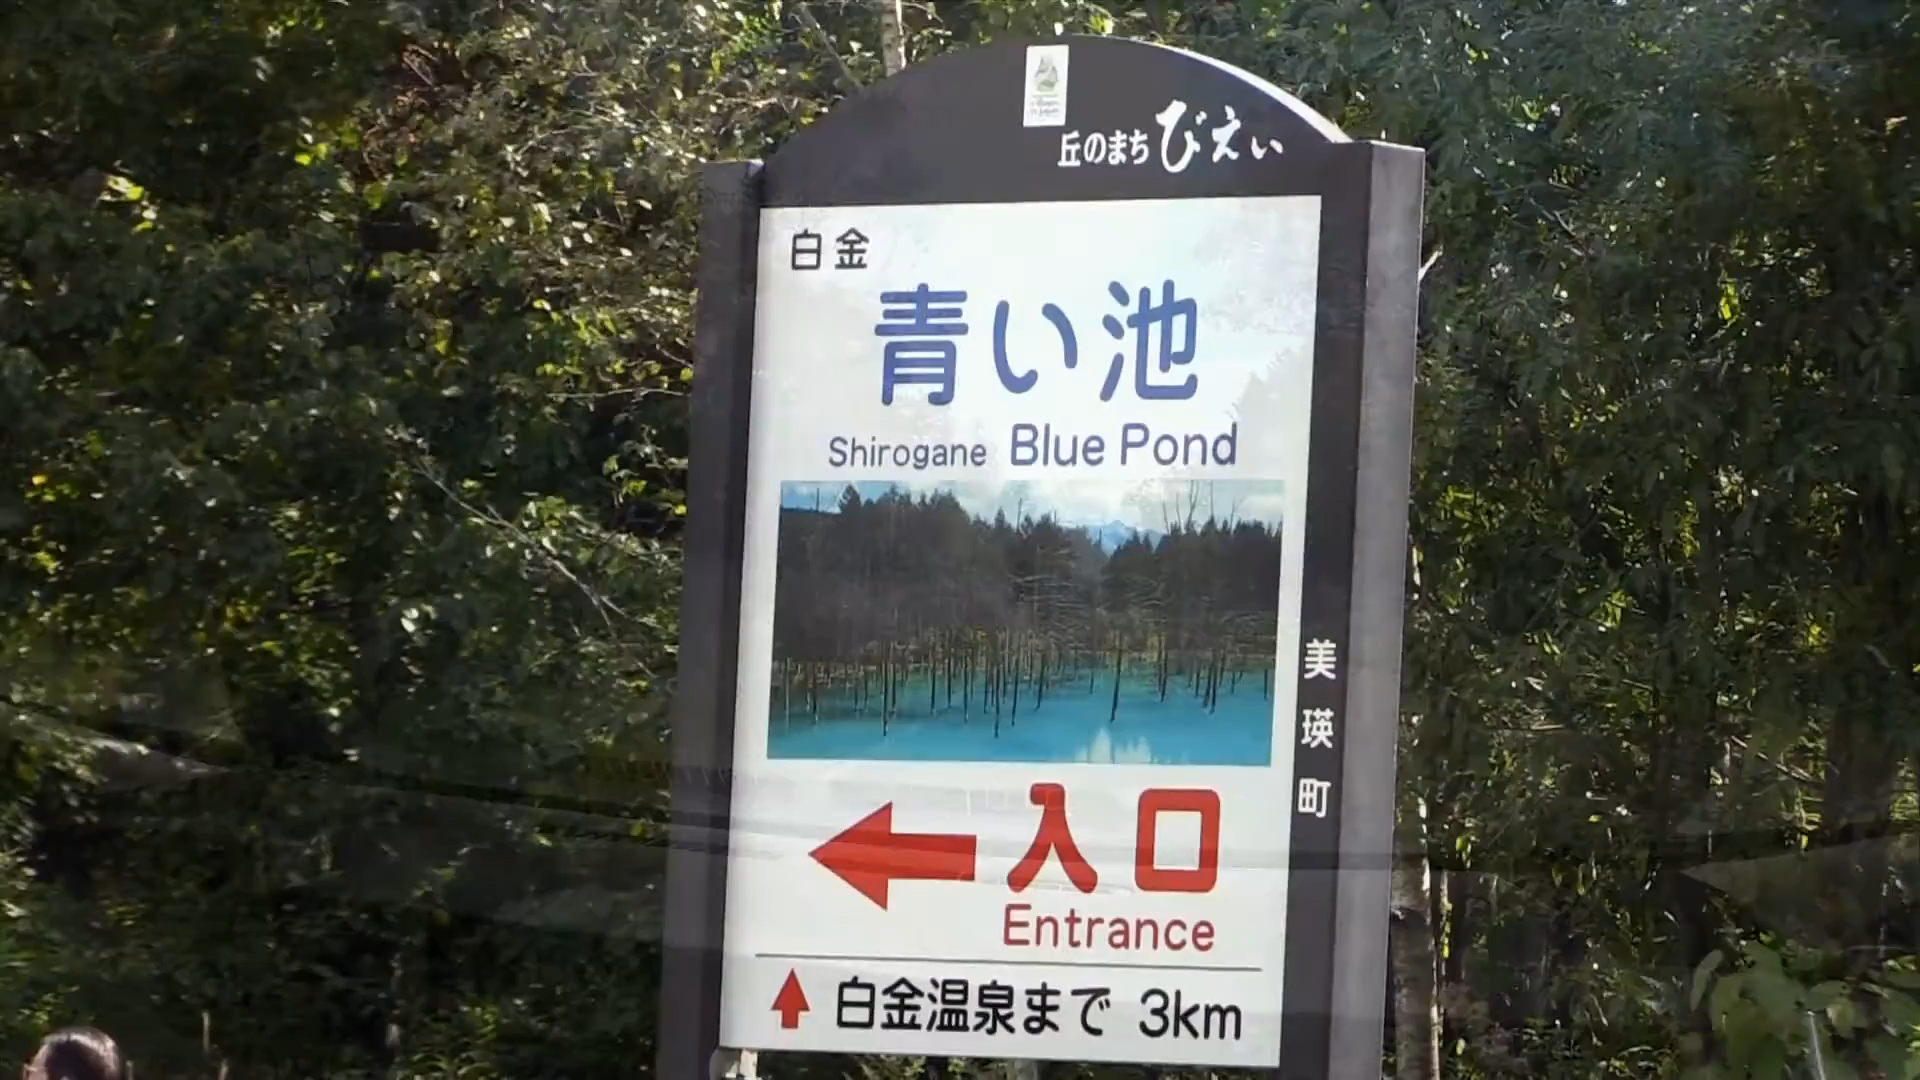 丘のまちびえい
白金
青い池
Shirogane Blue Pond
入口
Entrance
白金温泉まで 3km
美瑛町